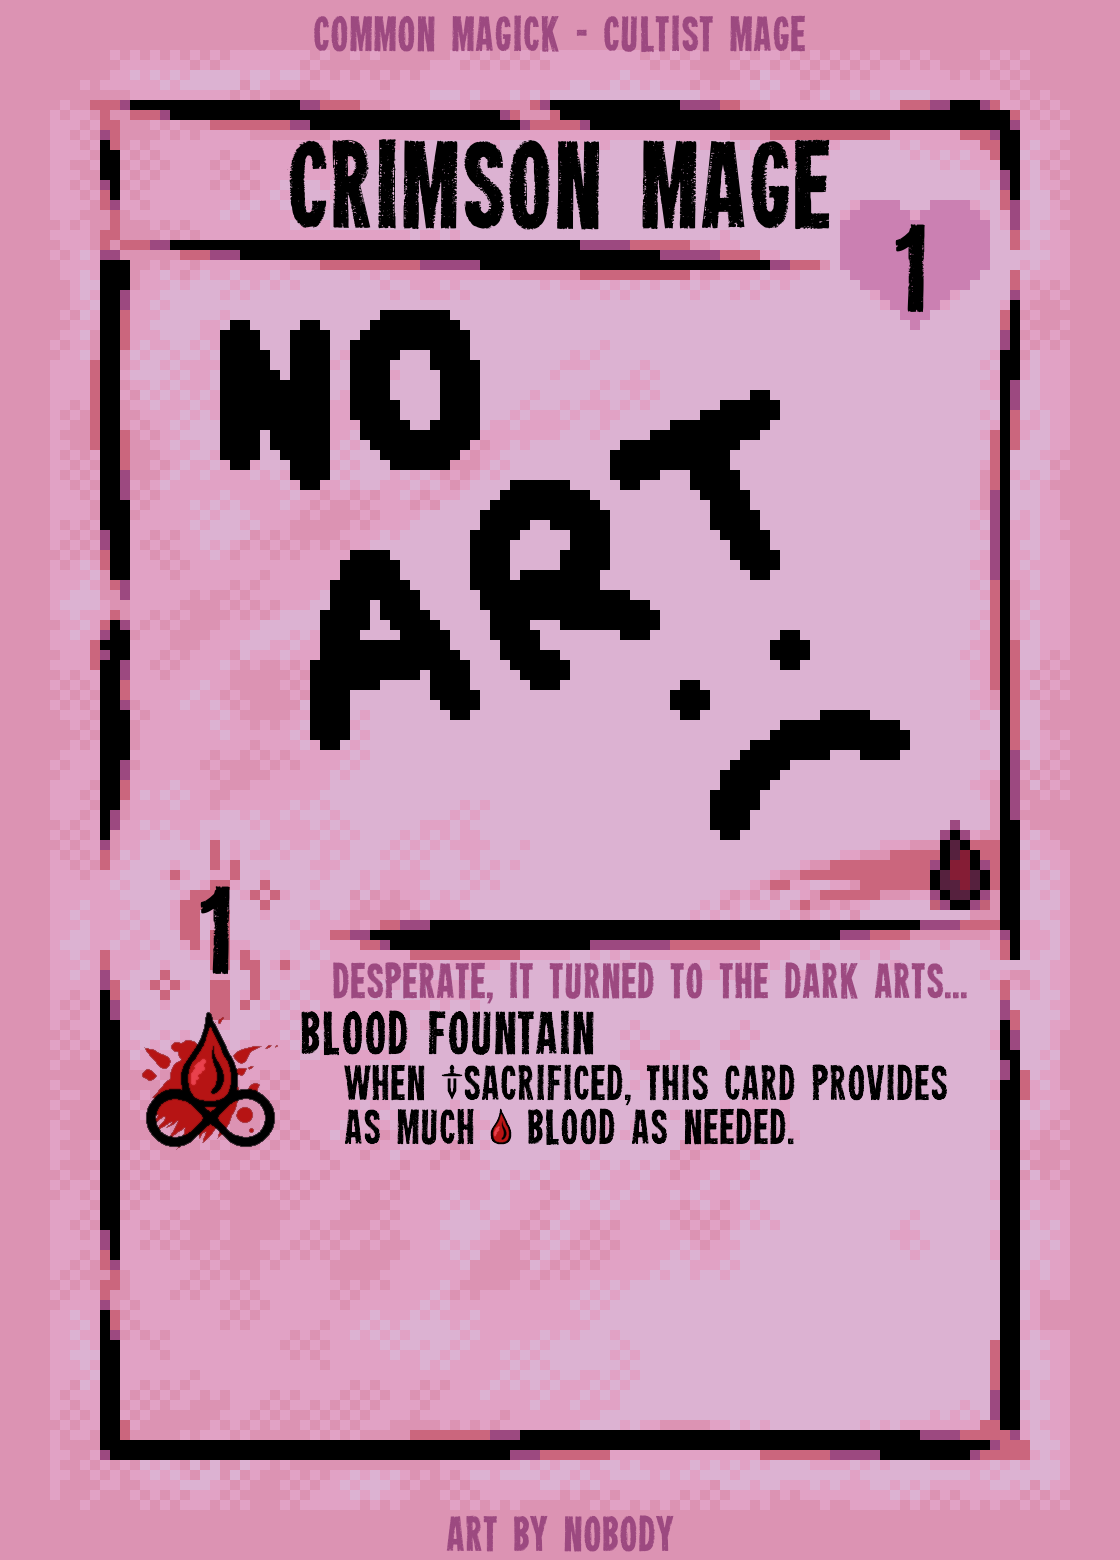 COMMON MAGICK - CULTIST MAGE
CRIMSON MAGE
1
NO
ART
1
DESPERATE, IT TURNED TO THE DARK ARTS...
BLOOD FOUNTAIN
WHEN SACRIFICED, THIS CARD PROVIDES
AS MUCH BLOOD AS NEEDED.
ART BY NOBODY